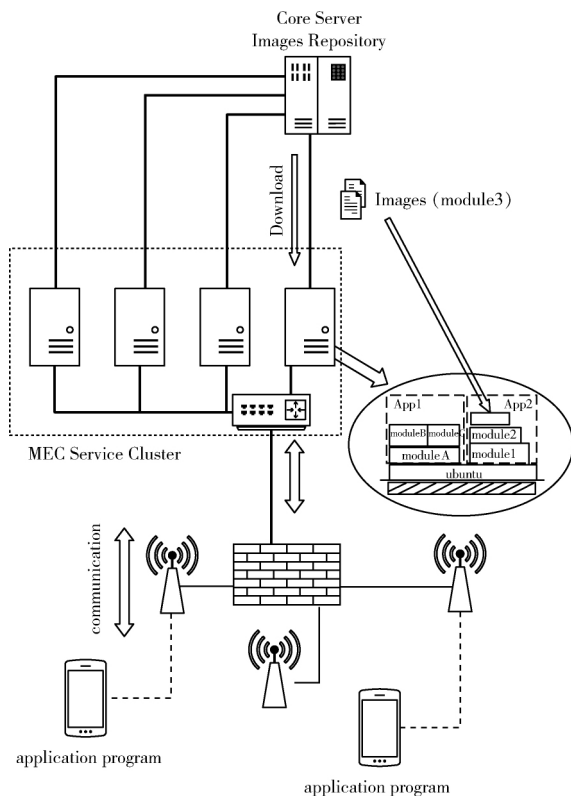 Core Server
Images Repository
Download
Images (module3)
App1
App2
moduleB
module
module2
module A
module1
ubuntu
MEC Service Cluster
communication
application program
application program